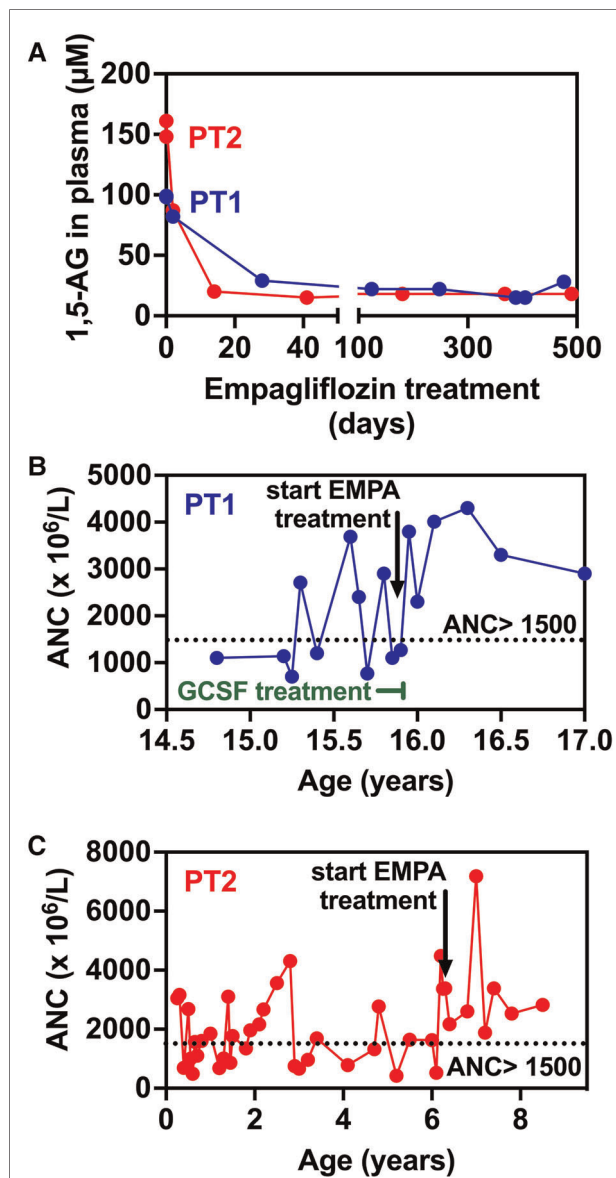 A
200
150
100
50
0
1,5-AG in plasma (µM)
PT2
PT1
0 20 40 100 300 500
Empagliflozin treatment
(days)
B
5000
4000
3000
2000
1000
0
ANC (x 10⁶/L)
PT1
start EMPA
treatment
ANC> 1500
GCSF treatment
14.5 15.0 15.5 16.0 16.5 17.0
Age (years)
C
8000
6000
4000
2000
0
ANC (x 10⁶/L)
PT2
start EMPA
treatment
ANC> 1500
0 2 4 6 8
Age (years)